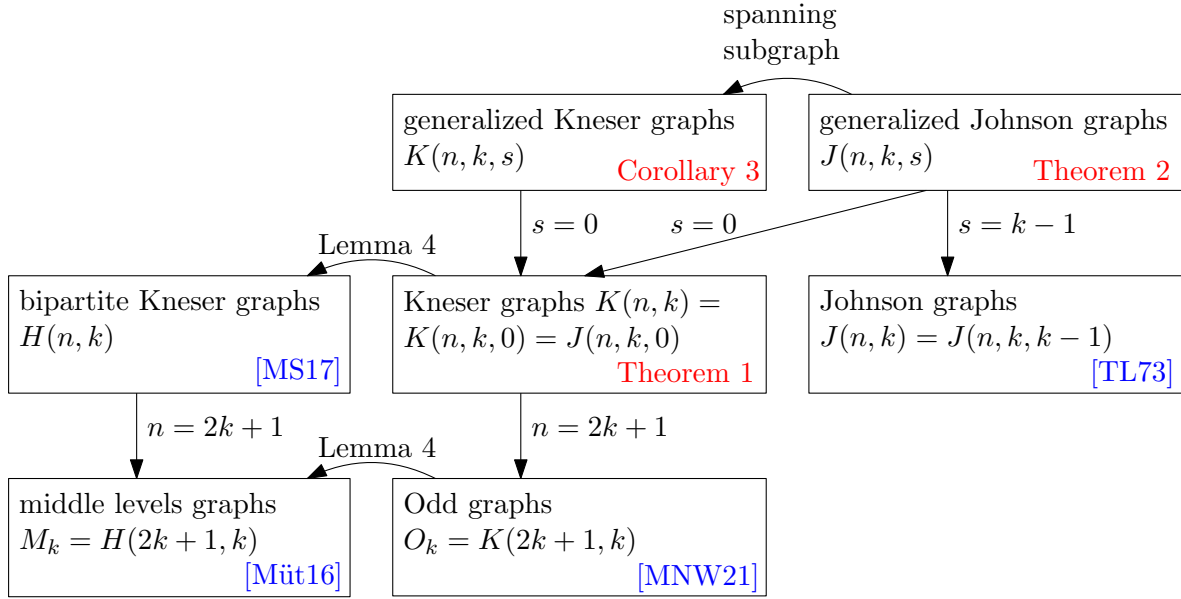 spanning
subgraph
generalized Kneser graphs
K(n, k, s)
Corollary 3
generalized Johnson graphs
J(n, k, s)
Theorem 2
s = 0
s = 0
s = k − 1
Lemma 4
bipartite Kneser graphs
H(n, k)
[MS17]
Kneser graphs K(n, k) =
K(n, k, 0) = J(n, k, 0)
Theorem 1
Johnson graphs
J(n, k) = J(n, k, k − 1)
[TL73]
n = 2k + 1
n = 2k + 1
Lemma 4
middle levels graphs
M_k = H(2k + 1, k)
[Müt16]
Odd graphs
O_k = K(2k + 1, k)
[MNW21]